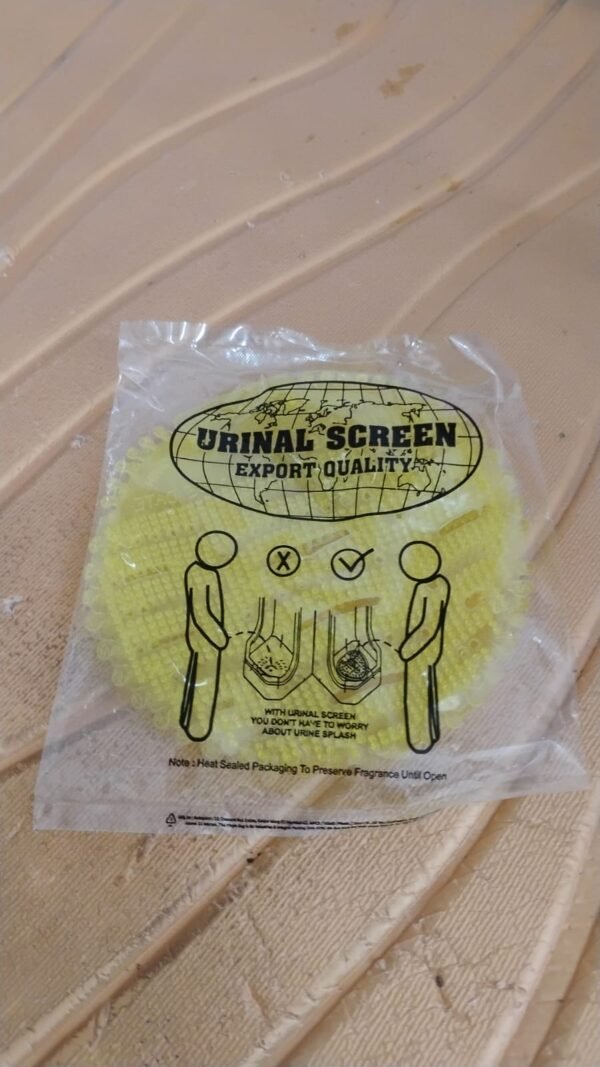 URINAL SCREEN
EXPORT QUALITY
X
WITH URINAL SCREEN
YOU DON'T HAVE TO WORRY
ABOUT URINE SPLASH
Note : Heat Sealed Packaging To Preserve Fragrance Until Open